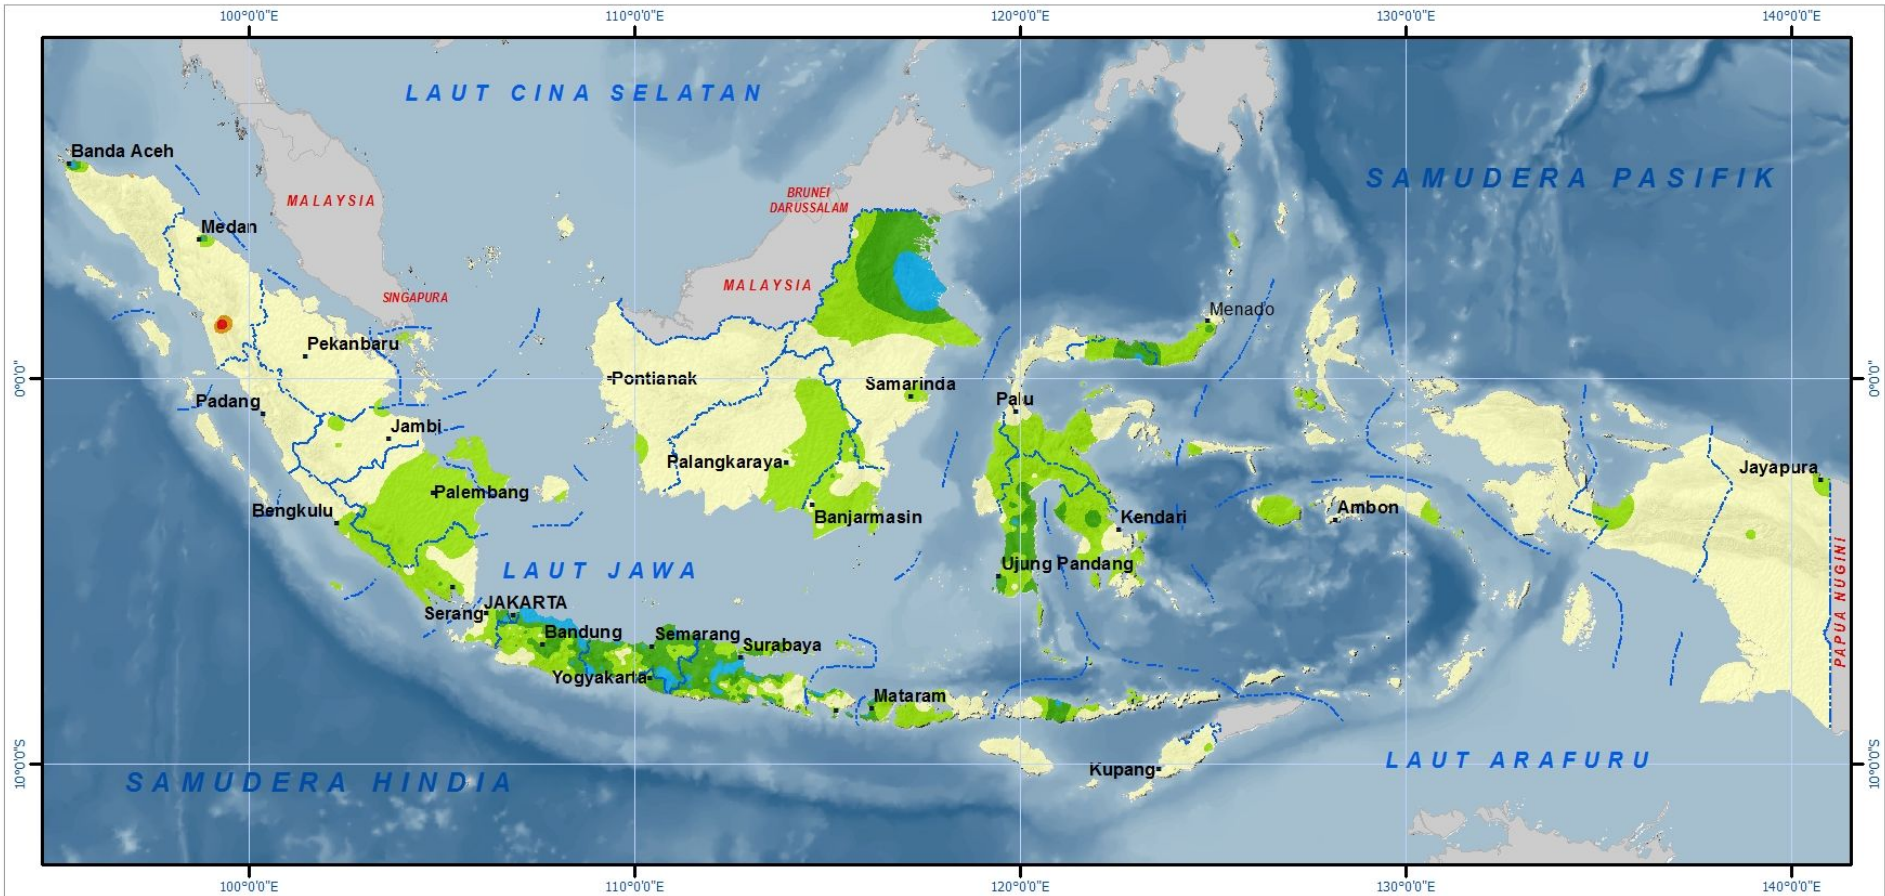 100°0'0"E
110°0'0"E
120°0'0"E
130°0'0"E
140°0'0"E
LAUT CINA SELATAN
Banda Aceh
SAMUDERA PASIFIK
BRUNEI
DARUSSALAM
MALAYSIA
Medan
MALAYSIA
SINGAPURA
Menado
Pekanbaru
0°0'0"
Pontianak
Samarinda
0°0'0"
Padang
Palu
Jambi
Palangkaraya
Jayapura
Palembang
Bengkulu
Banjarmasin
Kendari
Ambon
LAUT JAWA
Ujung Pandang
PAPUA NUGINI
Serang
JAKARTA
Bandung
Semarang
Surabaya
Yogyakarta
Mataram
10°0'0"S
SAMUDERA HINDIA
Kupang
LAUT ARAFURU
10°0'0"S
100°0'0"E
110°0'0"E
120°0'0"E
130°0'0"E
140°0'0"E